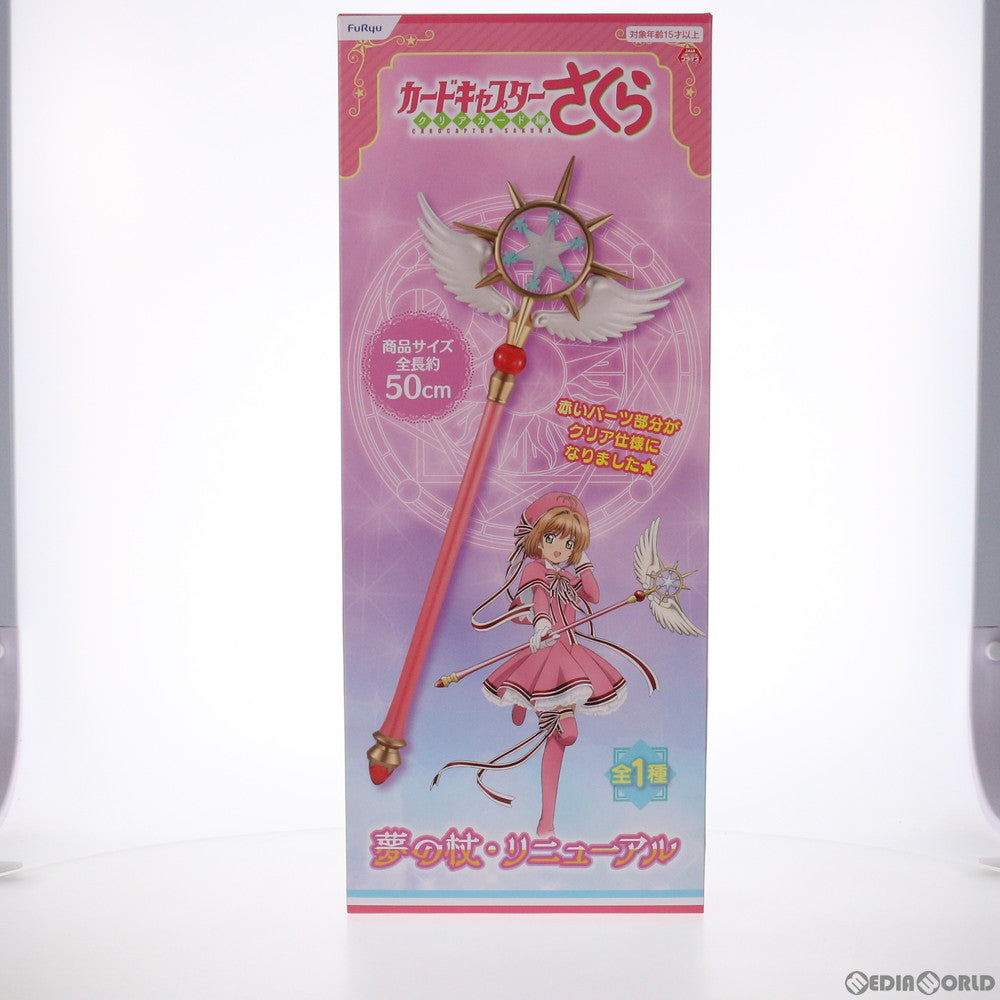 FuRyu
対象年齢15才以上
カードキャプターさくら
クリアカード編
CARDCAPTOR SAKURA
商品サイズ
全長約
50cm
赤いパーツ部分が
クリア仕様に
なりました★
全1種
夢の杖・リニューアル
MEDIAWORLD